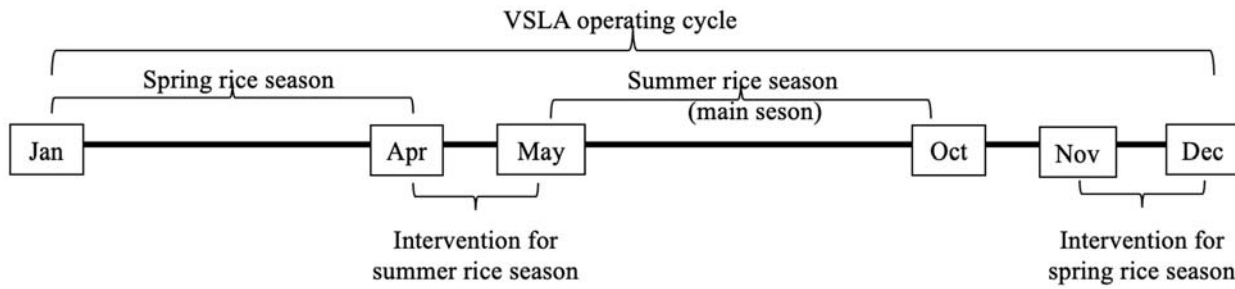 VSLA operating cycle
Spring rice season
Summer rice season
(main seson)
Jan
Apr
May
Oct
Nov
Dec
Intervention for
summer rice season
Intervention for
spring rice season